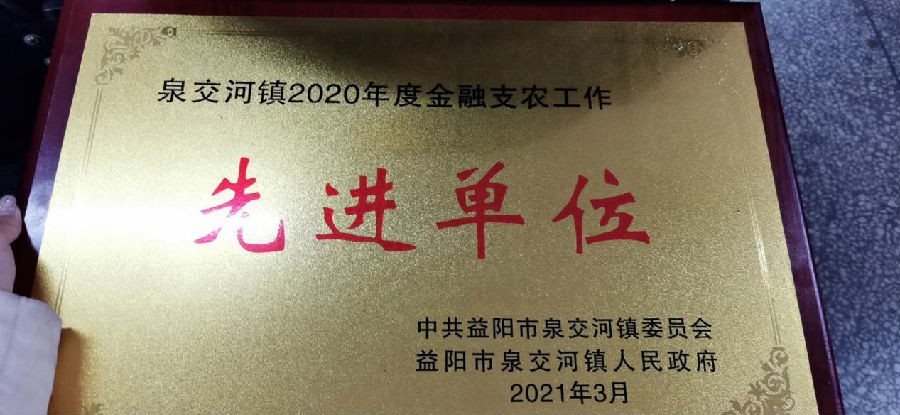 泉交河镇2020年度金融支农工作
先进单位
中共益阳市泉交河镇委员会
益阳市泉交河镇人民政府
2021年3月